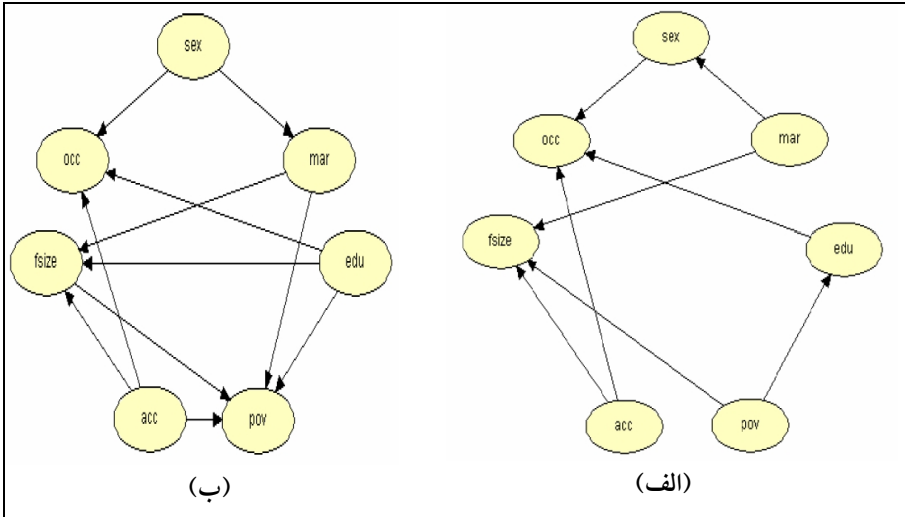 sex
occ
mar
fsize
edu
acc
pov
(ب)
sex
occ
mar
fsize
edu
acc
pov
(الف)